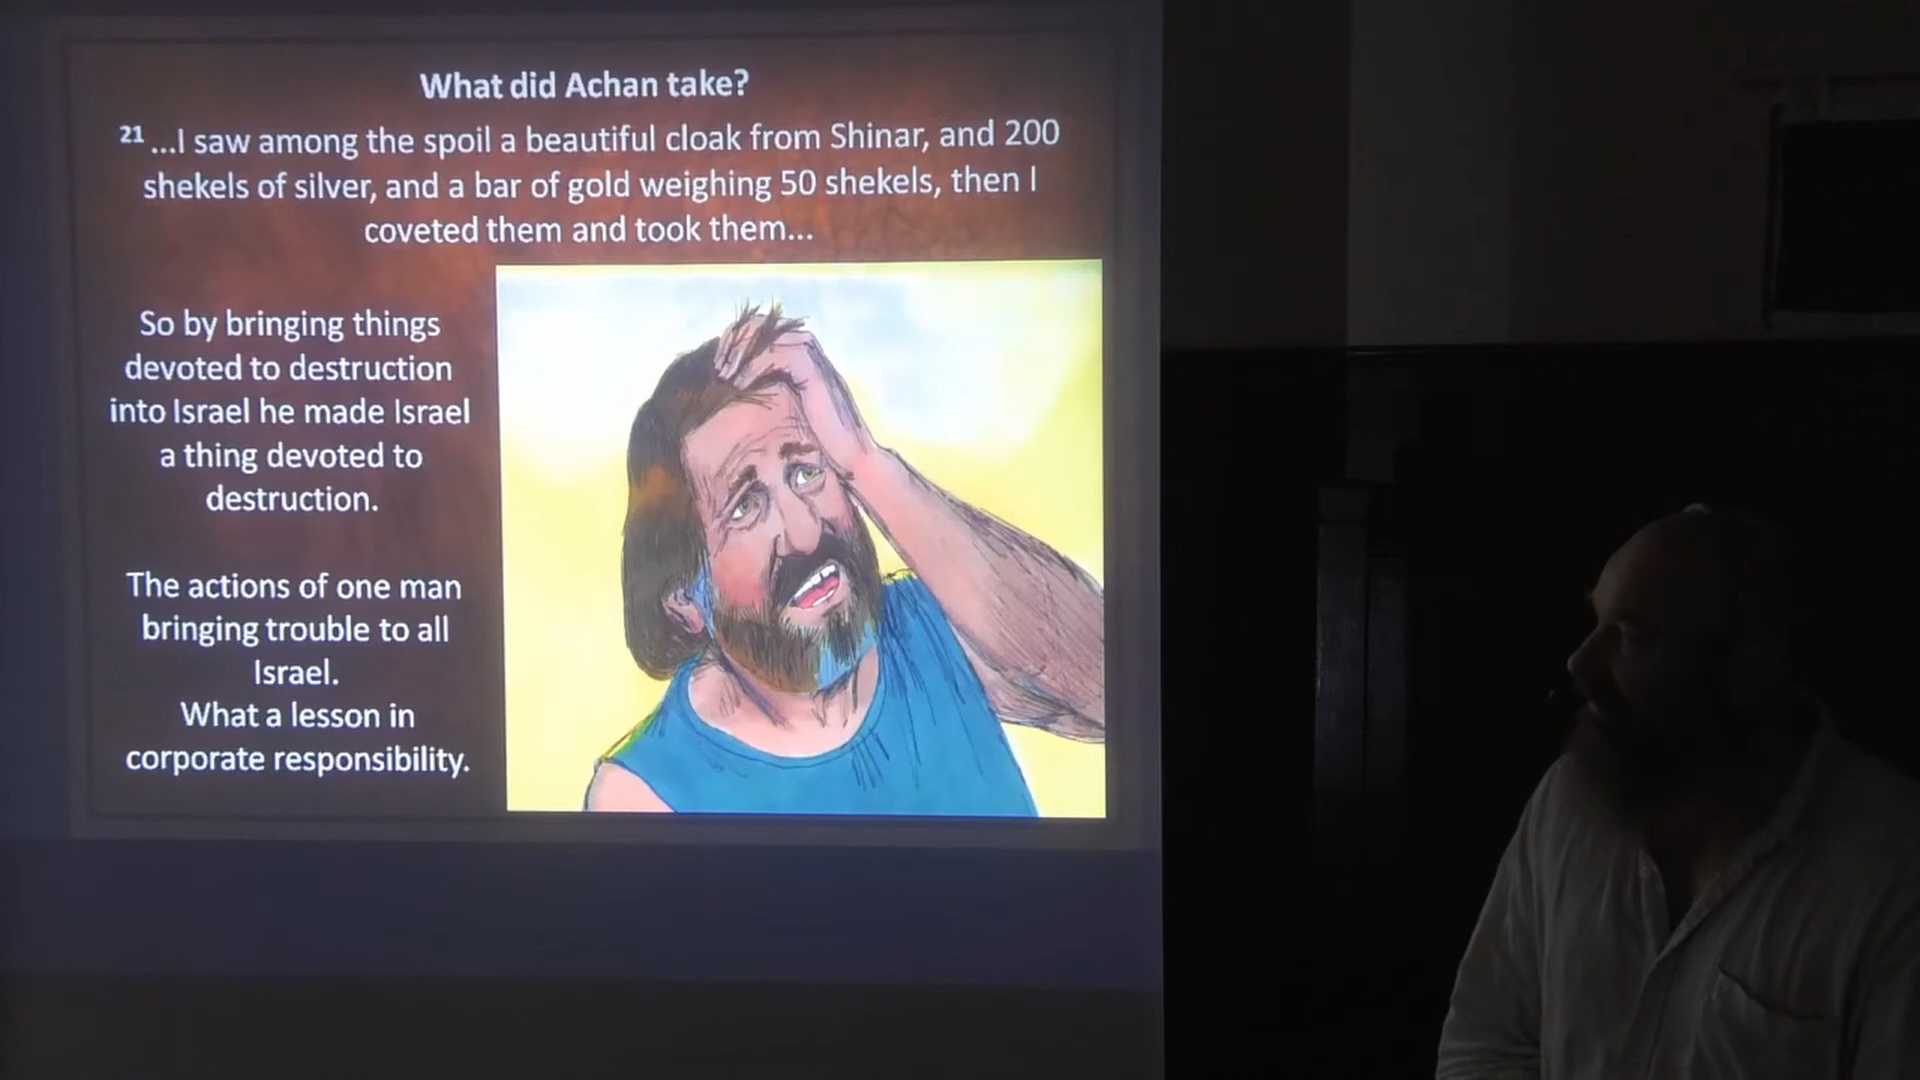 What did Achan take?
21 ...I saw among the spoil a beautiful cloak from Shinar, and 200
shekels of silver, and a bar of gold weighing 50 shekels, then I
coveted them and took them...
So by bringing things
devoted to destruction
into Israel he made Israel
a thing devoted to
destruction.
The actions of one man
bringing trouble to all
Israel.
What a lesson in
corporate responsibility.